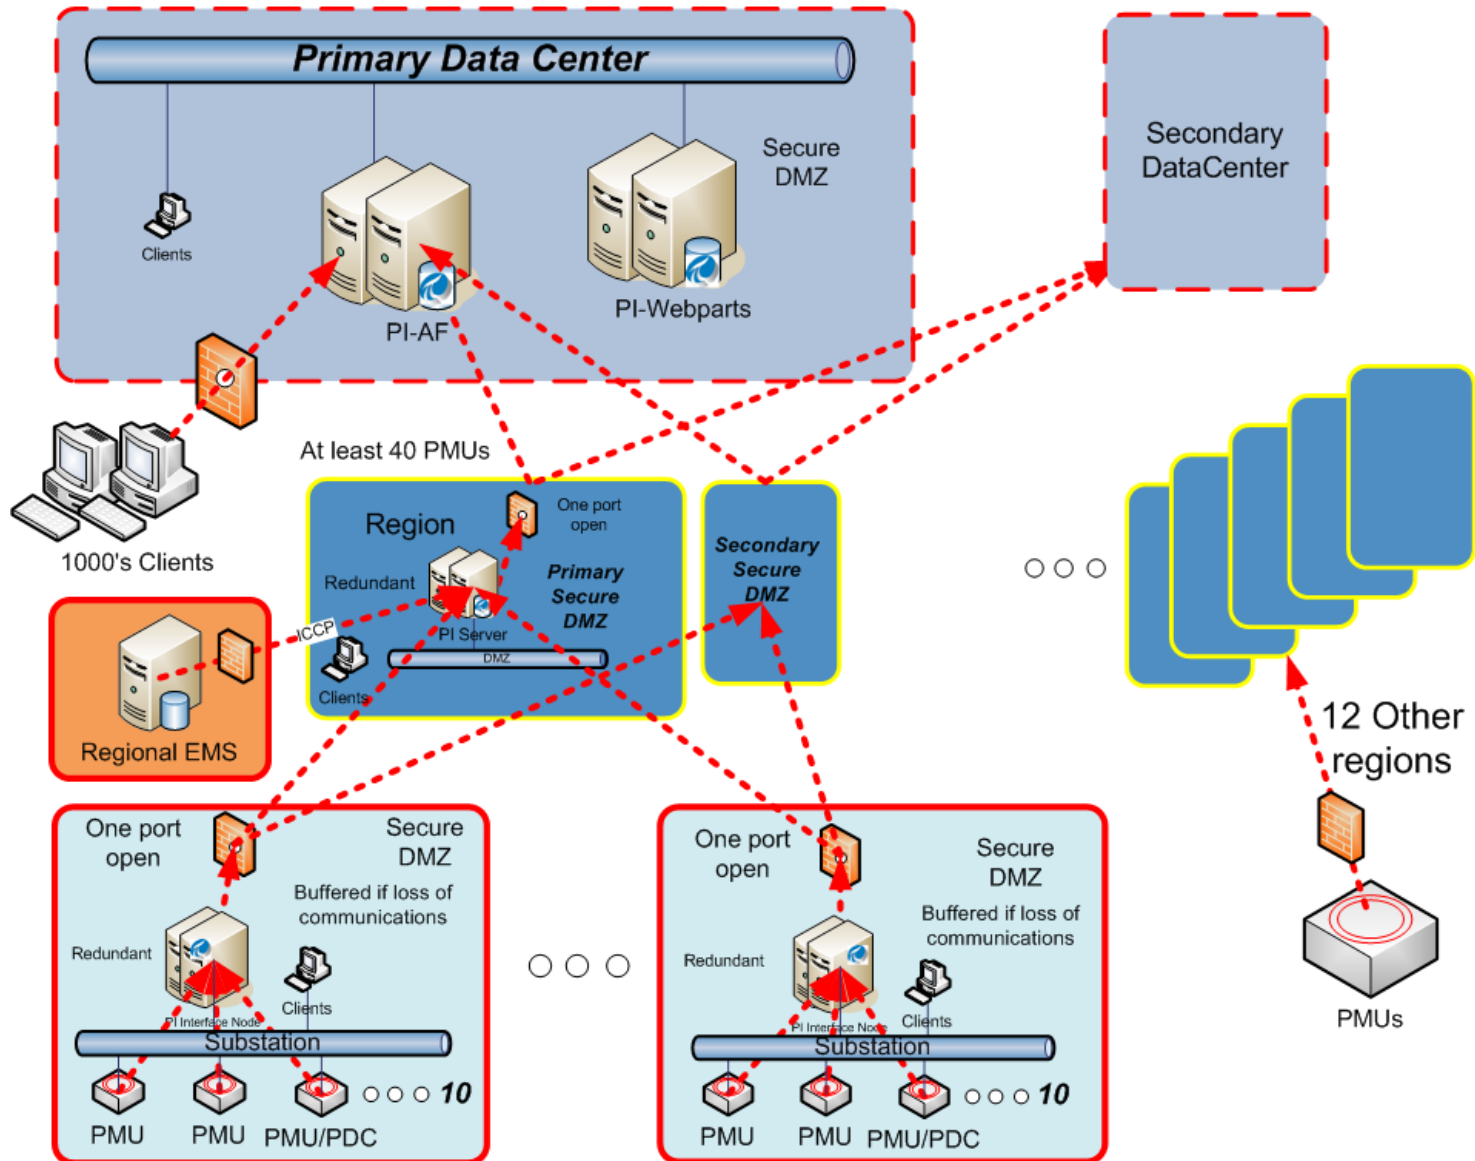 Primary Data Center
Secure
DMZ
Clients
PI-AF
PI-Webparts
Secondary
DataCenter
1000's Clients
At least 40 PMUs
Region
One port
open
Redundant
Primary
Secure
DMZ
PI Server
DMZ
Clients
ICCP
Secondary
Secure
DMZ
Regional EMS
12 Other
regions
PMUs
One port
open
Secure
DMZ
Buffered if loss of
communications
Redundant
Clients
PI Interface Node
Substation
10
PMU
PMU
PMU/PDC
One port
open
Secure
DMZ
Buffered if loss of
communications
Redundant
Clients
PI Interface Node
Substation
10
PMU
PMU
PMU/PDC